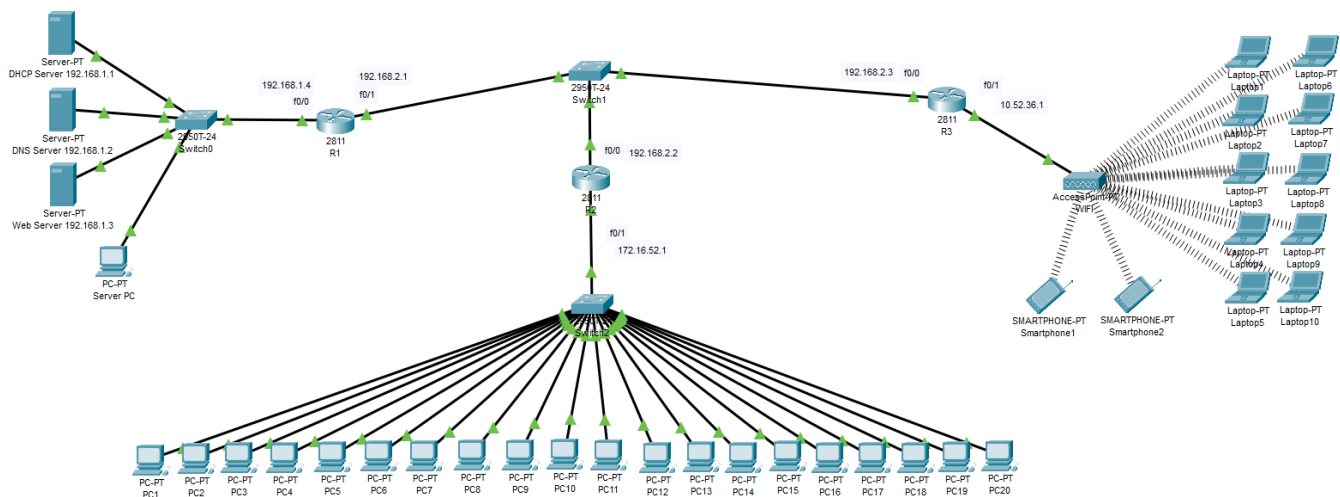 Server-PT
DHCP Server 192.168.1.1
Server-PT
DNS Server 192.168.1.2
Server-PT
Web Server 192.168.1.3
PC-PT
Server PC
2950T-24
Switch0
192.168.1.4
f0/0
192.168.2.1
f0/1
2811
R1
2950T-24
Switch1
f0/0
192.168.2.2
2811
R2
f0/1
172.16.52.1
Switch2
192.168.2.3
f0/0
f0/1
10.52.36.1
2811
R3
AccessPoint-PT
WIFI
SMARTPHONE-PT
Smartphone1
SMARTPHONE-PT
Smartphone2
Laptop-PT
Laptop1
Laptop-PT
Laptop6
Laptop-PT
Laptop2
Laptop-PT
Laptop7
Laptop-PT
Laptop3
Laptop-PT
Laptop8
Laptop-PT
Laptop4
Laptop-PT
Laptop9
Laptop-PT
Laptop5
Laptop-PT
Laptop10
PC-PT
PC1
PC-PT
PC2
PC-PT
PC3
PC-PT
PC4
PC-PT
PC5
PC-PT
PC6
PC-PT
PC7
PC-PT
PC8
PC-PT
PC9
PC-PT
PC10
PC-PT
PC11
PC-PT
PC12
PC-PT
PC13
PC-PT
PC14
PC-PT
PC15
PC-PT
PC16
PC-PT
PC17
PC-PT
PC18
PC-PT
PC19
PC-PT
PC20